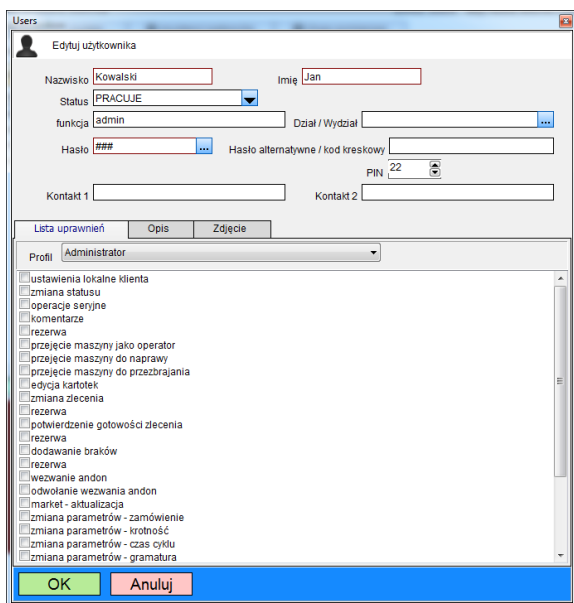 Users
Edytuj użytkownika
Nazwisko Kowalski Imię Jan
Status PRACUJE
funkcja admin Dział / Wydział ...
Hasło ### ... Hasło alternatywne / kod kreskowy
PIN 22
Kontakt 1 Kontakt 2
Lista uprawnień Opis Zdjęcie
Profil Administrator
ustawienia lokalne klienta
zmiana statusu
operacje seryjne
komentarze
rezerwa
przejęcie maszyny jako operator
przejęcie maszyny do naprawy
przejęcie maszyny do przezbrajania
edycja kartotek
zmiana zlecenia
rezerwa
potwierdzenie gotowości zlecenia
rezerwa
dodawanie braków
rezerwa
wezwanie andon
odwołanie wezwania andon
market - aktualizacja
zmiana parametrów - zamówienie
zmiana parametrów - krotność
zmiana parametrów - czas cyklu
zmiana parametrów - gramatura
OK Anuluj